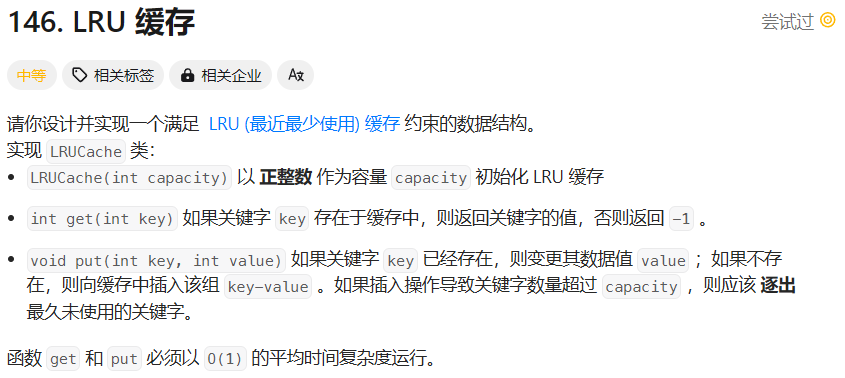 146. LRU 缓存
尝试过
中等 相关标签 相关企业
请你设计并实现一个满足 LRU (最近最少使用) 缓存 约束的数据结构。
实现 LRUCache 类：
• LRUCache(int capacity) 以 正整数 作为容量 capacity 初始化 LRU 缓存
• int get(int key) 如果关键字 key 存在于缓存中，则返回关键字的值，否则返回 -1 。
• void put(int key, int value) 如果关键字 key 已经存在，则变更其数据值 value ；如果不存
在，则向缓存中插入该组 key-value 。如果插入操作导致关键字数量超过 capacity ，则应该 逐出
最久未使用的关键字。
函数 get 和 put 必须以 O(1) 的平均时间复杂度运行。